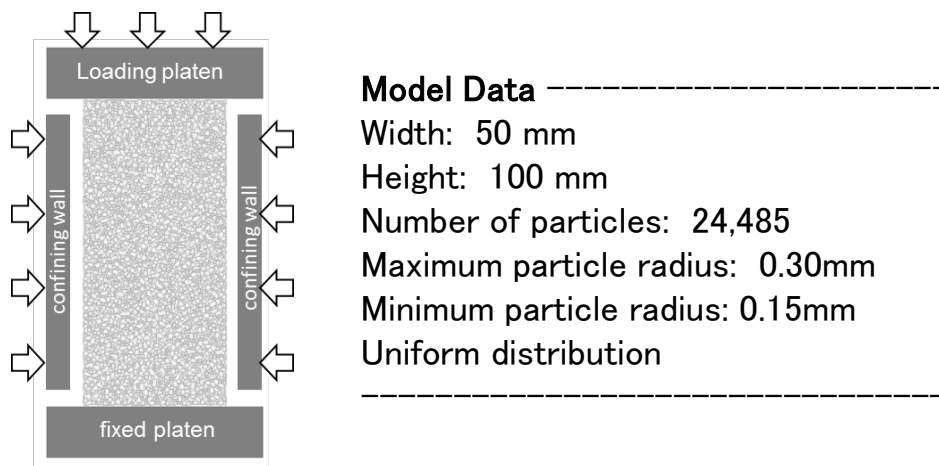 Loading platen
confining wall
confining wall
fixed platen
Model Data ----------------------
Width: 50 mm
Height: 100 mm
Number of particles: 24,485
Maximum particle radius: 0.30mm
Minimum particle radius: 0.15mm
Uniform distribution
--------------------------------